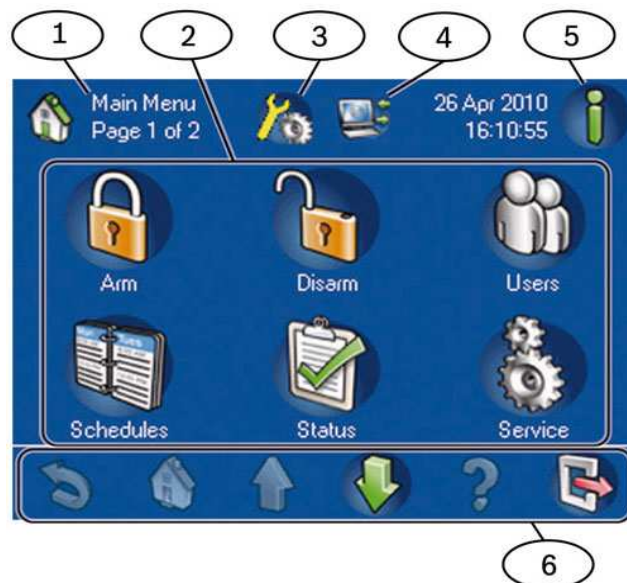 1 2 3 4 5
Main Menu
Page 1 of 2
26 Apr 2010
16:10:55
Arm Disarm Users
Schedules Status Service
6